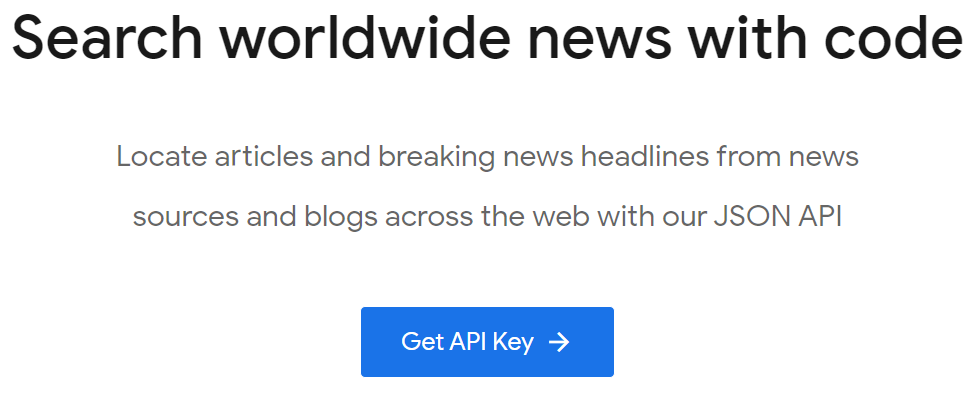 Search worldwide news with code
Locate articles and breaking news headlines from news
sources and blogs across the web with our JSON API
Get API Key →